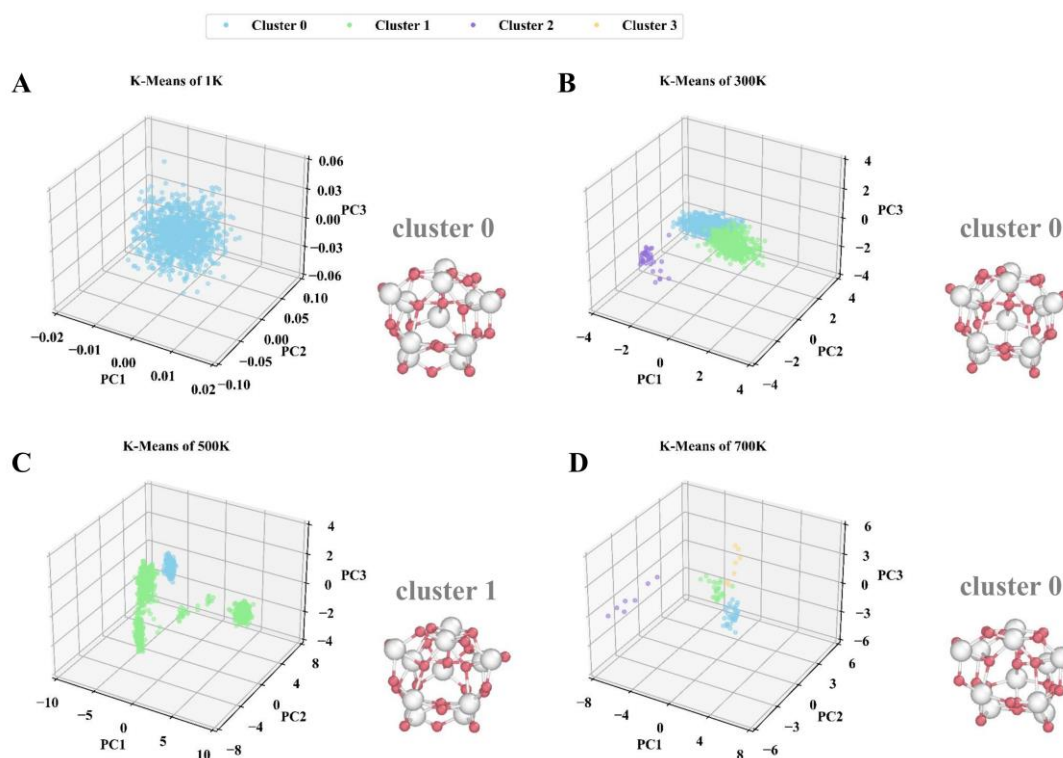 Cluster 0 Cluster 1 Cluster 2 Cluster 3
A
K-Means of 1K
0.06
0.03
0.00
PC3
−0.03
−0.06
0.10
0.05
0.00
PC2
−0.05
−0.10
−0.02
−0.01
0.00
PC1
0.01
0.02
cluster 0
B
K-Means of 300K
4
2
0
PC3
−2
−4
4
2
0
PC2
−2
−4
−4
−2
0
PC1
2
4
cluster 0
C
K-Means of 500K
4
2
PC3
0
−2
−4
8
4
0
PC2
−4
−8
−10
−5
0
PC1
5
10
cluster 1
D
K-Means of 700K
6
3
PC3
0
−3
−6
6
3
0
PC2
−3
−6
−8
−4
0
PC1
4
8
cluster 0